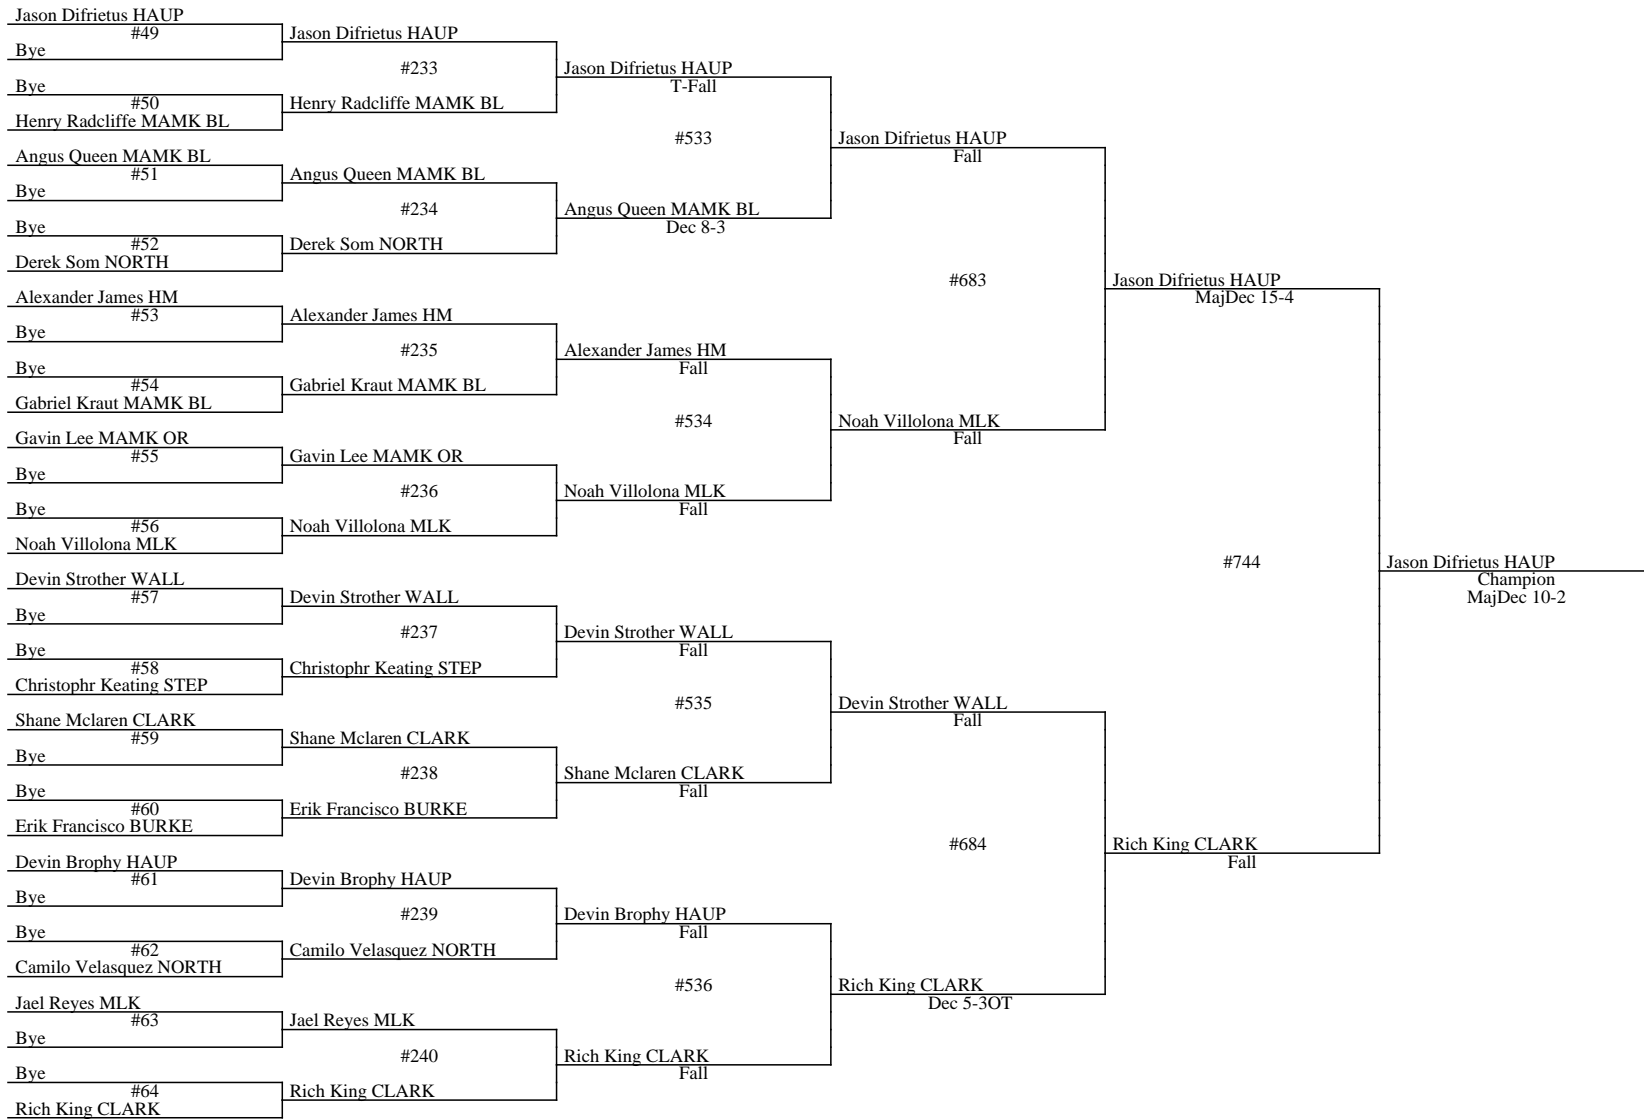 Jason Difrietus HAUP
#49
Bye
Bye
#50
Henry Radcliffe MAMK BL
Angus Queen MAMK BL
#51
Bye
Bye
#52
Derek Som NORTH
Alexander James HM
#53
Bye
Bye
#54
Gabriel Kraut MAMK BL
Gavin Lee MAMK OR
#55
Bye
Bye
#56
Noah Villolona MLK
Devin Strother WALL
#57
Bye
Bye
#58
Christophr Keating STEP
Shane Mclaren CLARK
#59
Bye
Bye
#60
Erik Francisco BURKE
Devin Brophy HAUP
#61
Bye
Bye
#62
Camilo Velasquez NORTH
Jael Reyes MLK
#63
Bye
Bye
#64
Rich King CLARK
Jason Difrietus HAUP
#233
Henry Radcliffe MAMK BL
Angus Queen MAMK BL
#234
Derek Som NORTH
Alexander James HM
#235
Gabriel Kraut MAMK BL
Gavin Lee MAMK OR
#236
Noah Villolona MLK
Devin Strother WALL
#237
Christophr Keating STEP
Shane Mclaren CLARK
#238
Erik Francisco BURKE
Devin Brophy HAUP
#239
Camilo Velasquez NORTH
Jael Reyes MLK
#240
Rich King CLARK
Jason Difrietus HAUP
T-Fall
#533
Angus Queen MAMK BL
Dec 8-3
Alexander James HM
Fall
#534
Noah Villolona MLK
Fall
Devin Strother WALL
Fall
#535
Shane Mclaren CLARK
Fall
Devin Brophy HAUP
Fall
#536
Rich King CLARK
Fall
Jason Difrietus HAUP
Fall
#683
Noah Villolona MLK
Fall
Devin Strother WALL
Fall
#684
Rich King CLARK
Dec 5-3OT
Jason Difrietus HAUP
MajDec 15-4
#744
Rich King CLARK
Fall
Jason Difrietus HAUP
Champion
MajDec 10-2